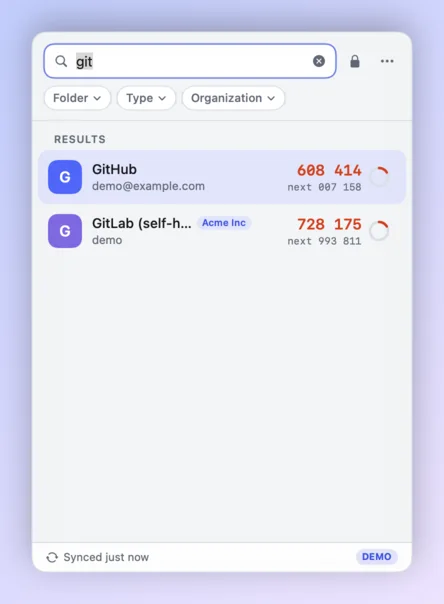 git
Folder Type Organization
RESULTS
G GitHub 608 414
demo@example.com next 007 158
G GitLab (self-h... Acme Inc 728 175
demo next 993 811
Synced just now DEMO